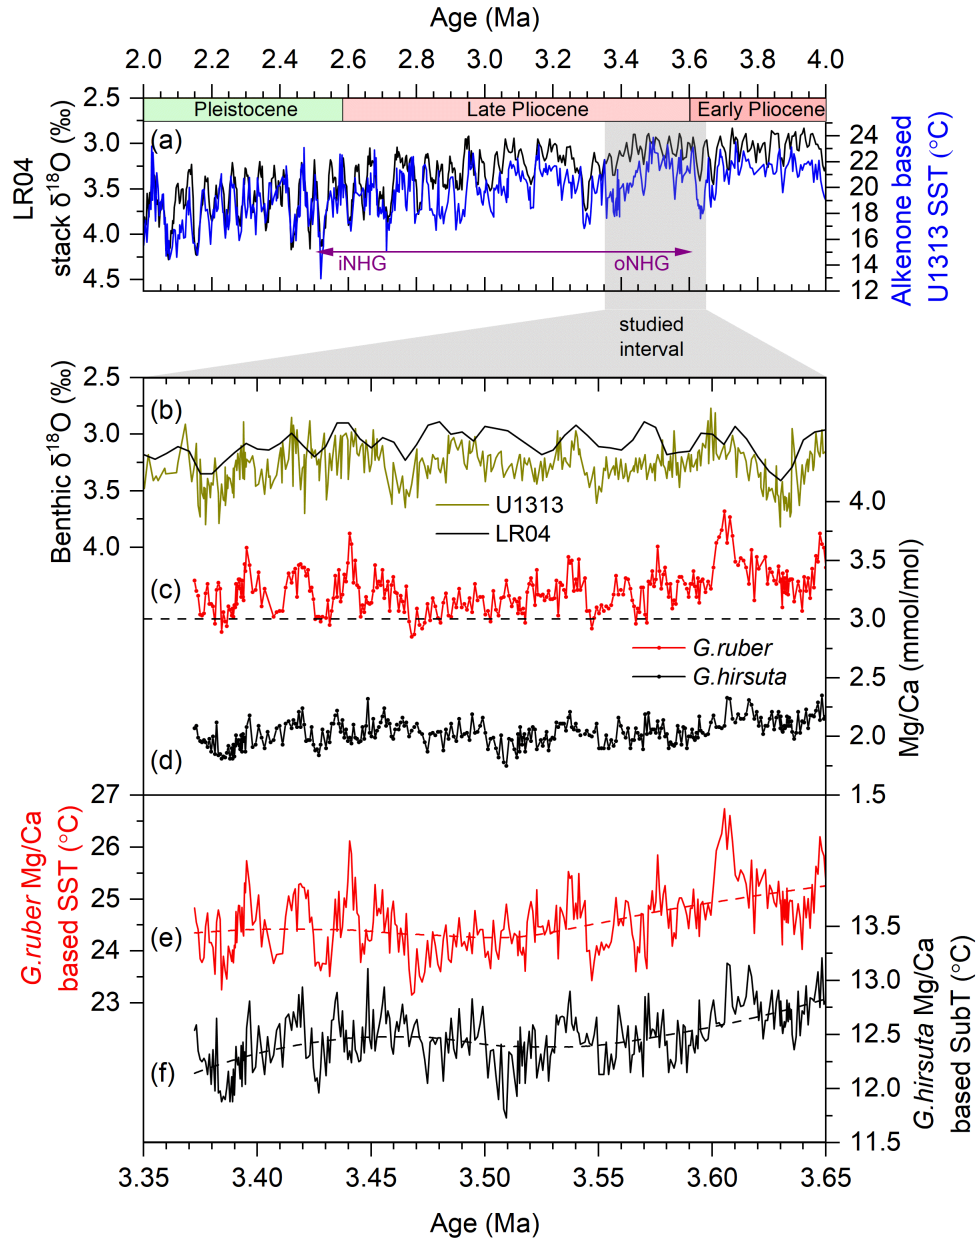 Age (Ma)
2.0 2.2 2.4 2.6 2.8 3.0 3.2 3.4 3.6 3.8 4.0
Pleistocene Late Pliocene Early Pliocene
(a)
LR04
stack δ18O (‰)
2.5
3.0
3.5
4.0
4.5
24
22
20
18
16
14
12
Alkenone based
U1313 SST (°C)
iNHG oNHG
studied
interval
(b)
Benthic δ18O (‰)
2.5
3.0
3.5
4.0
U1313
LR04
(c)
G.ruber
G.hirsuta
(d)
4.0
3.5
3.0
2.5
2.0
1.5
Mg/Ca (mmol/mol)
G.ruber Mg/Ca
based SST (°C)
27
26
25
24
23
(e)
(f)
13.5
13.0
12.5
12.0
11.5
G.hirsuta Mg/Ca
based SubT (°C)
3.35 3.40 3.45 3.50 3.55 3.60 3.65
Age (Ma)